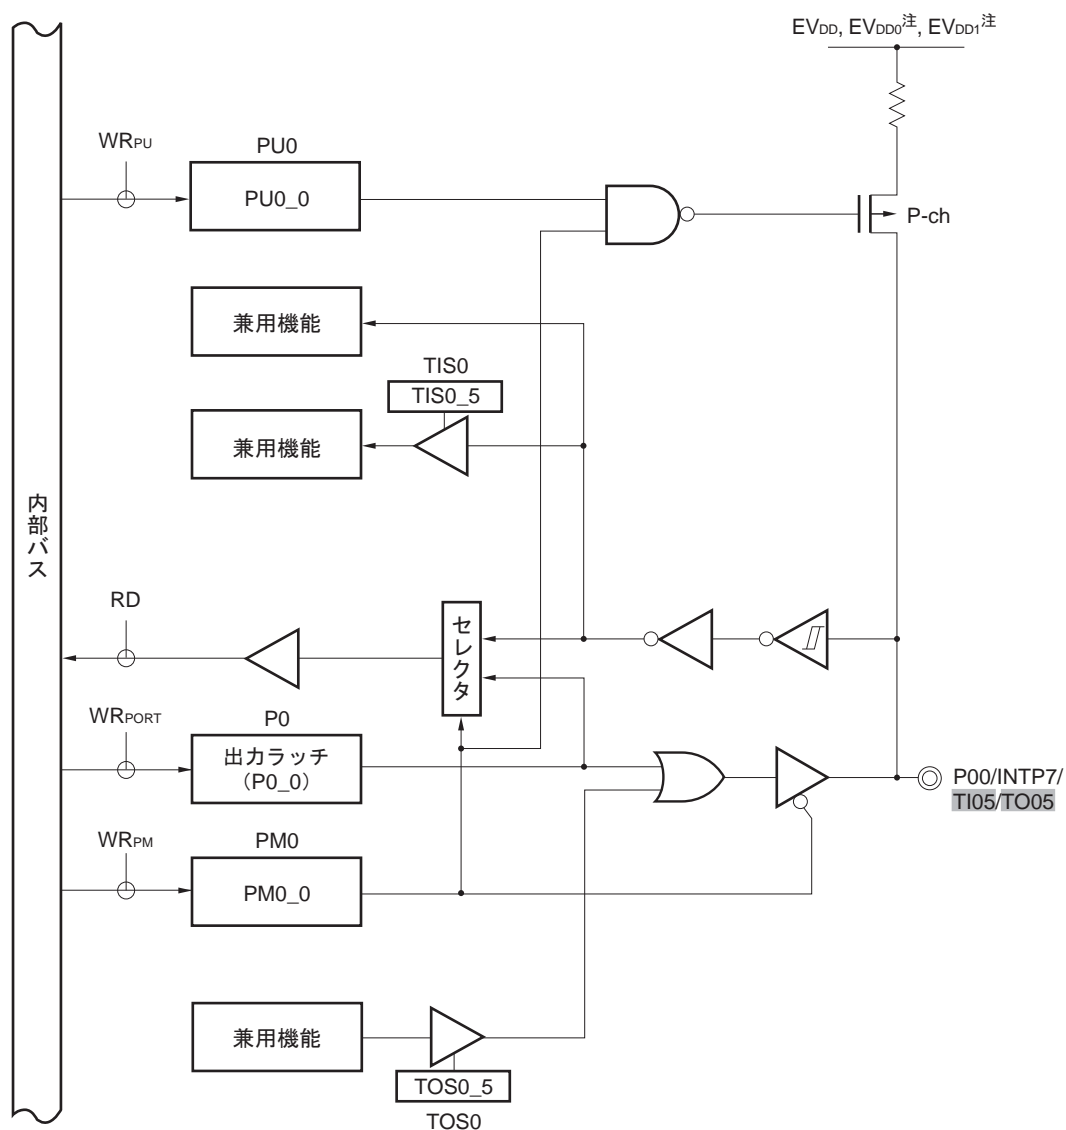 EVDD, EVDD0注, EVDD1注
WRPU
PU0
PU0_0
P-ch
兼用機能
TIS0
TIS0_5
兼用機能
内部バス
RD
セレクタ
WRPORT
P0
出力ラッチ
（P0_0）
P00/INTP7/
TI05/TO05
WRPM
PM0
PM0_0
兼用機能
TOS0_5
TOS0